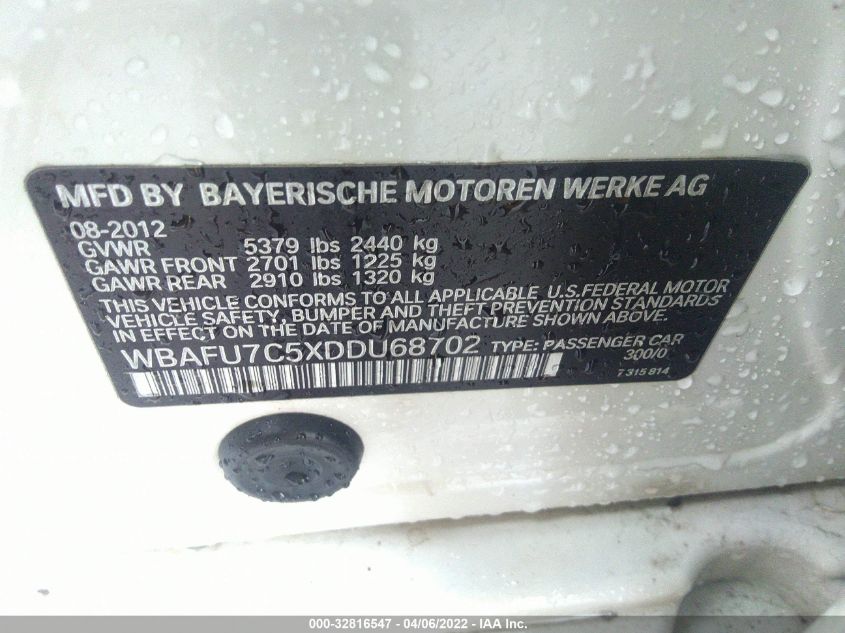 MFD BY BAYERISCHE MOTOREN WERKE AG
08-2012
GVWR 5379 lbs 2440 kg
GAWR FRONT 2701 lbs 1225 kg
GAWR REAR 2910 lbs 1320 kg
THIS VEHICLE CONFORMS TO ALL APPLICABLE U.S.FEDERAL MOTOR
VEHICLE SAFETY, BUMPER AND THEFT PREVENTION STANDARDS
IN EFFECT ON THE DATE OF MANUFACTURE SHOWN ABOVE.
WBAFU7C5XDDU68702 TYPE: PASSENGER CAR
300/0
7 315 814
000-32816547 - 04/06/2022 - IAA Inc.